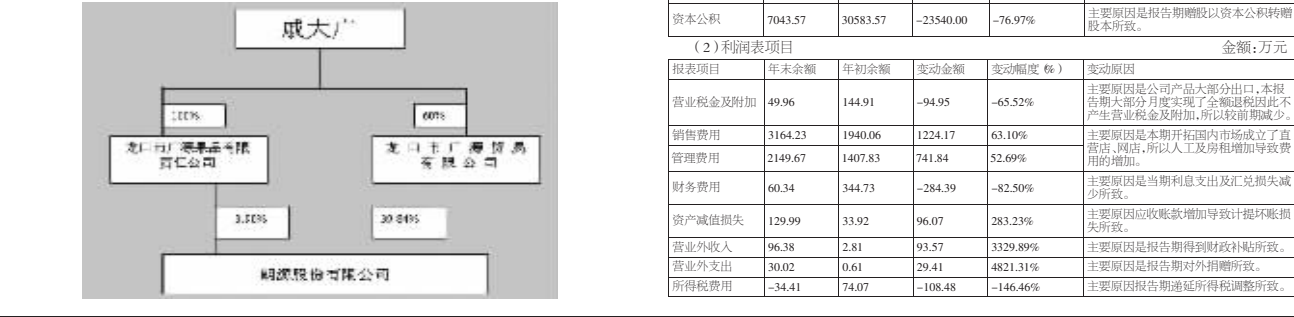 戚大广
100%
60%
龙口市广源果品有限
责任公司
龙口市广源贸易
有限公司
朗源股份有限公司
资本公积 7043.57 30583.57 -23540.00 -76.97% 主要原因是报告期赠股以资本公积转赠
股本所致。
（2）利润表项目 金额:万元
报表项目 年末余额 年初余额 变动金额 变动幅度(%) 变动原因
营业税金及附加 49.96 144.91 -94.95 -65.52% 主要原因是公司产品大部分出口,本报
告期大部分月度实现了全额退税因此不
产生营业税金及附加,所以较前期减少。
销售费用 3164.23 1940.06 1224.17 63.10% 主要原因是本期开拓国内市场成立了直
营店、网店,所以人工及房租增加导致费
用的增加。
管理费用 2149.67 1407.83 741.84 52.69%
财务费用 60.34 344.73 -284.39 -82.50% 主要原因是当期利息支出及汇兑损失减
少所致。
资产减值损失 129.99 33.92 96.07 283.23% 主要原因应收账款增加导致计提坏账损
失所致。
营业外收入 96.38 2.81 93.57 3329.89% 主要原因是报告期得到财政补贴所致。
营业外支出 30.02 0.61 29.41 4821.31% 主要原因是报告期对外捐赠所致。
所得税费用 -34.41 74.07 -108.48 -146.46% 主要原因报告期递延所得税调整所致。